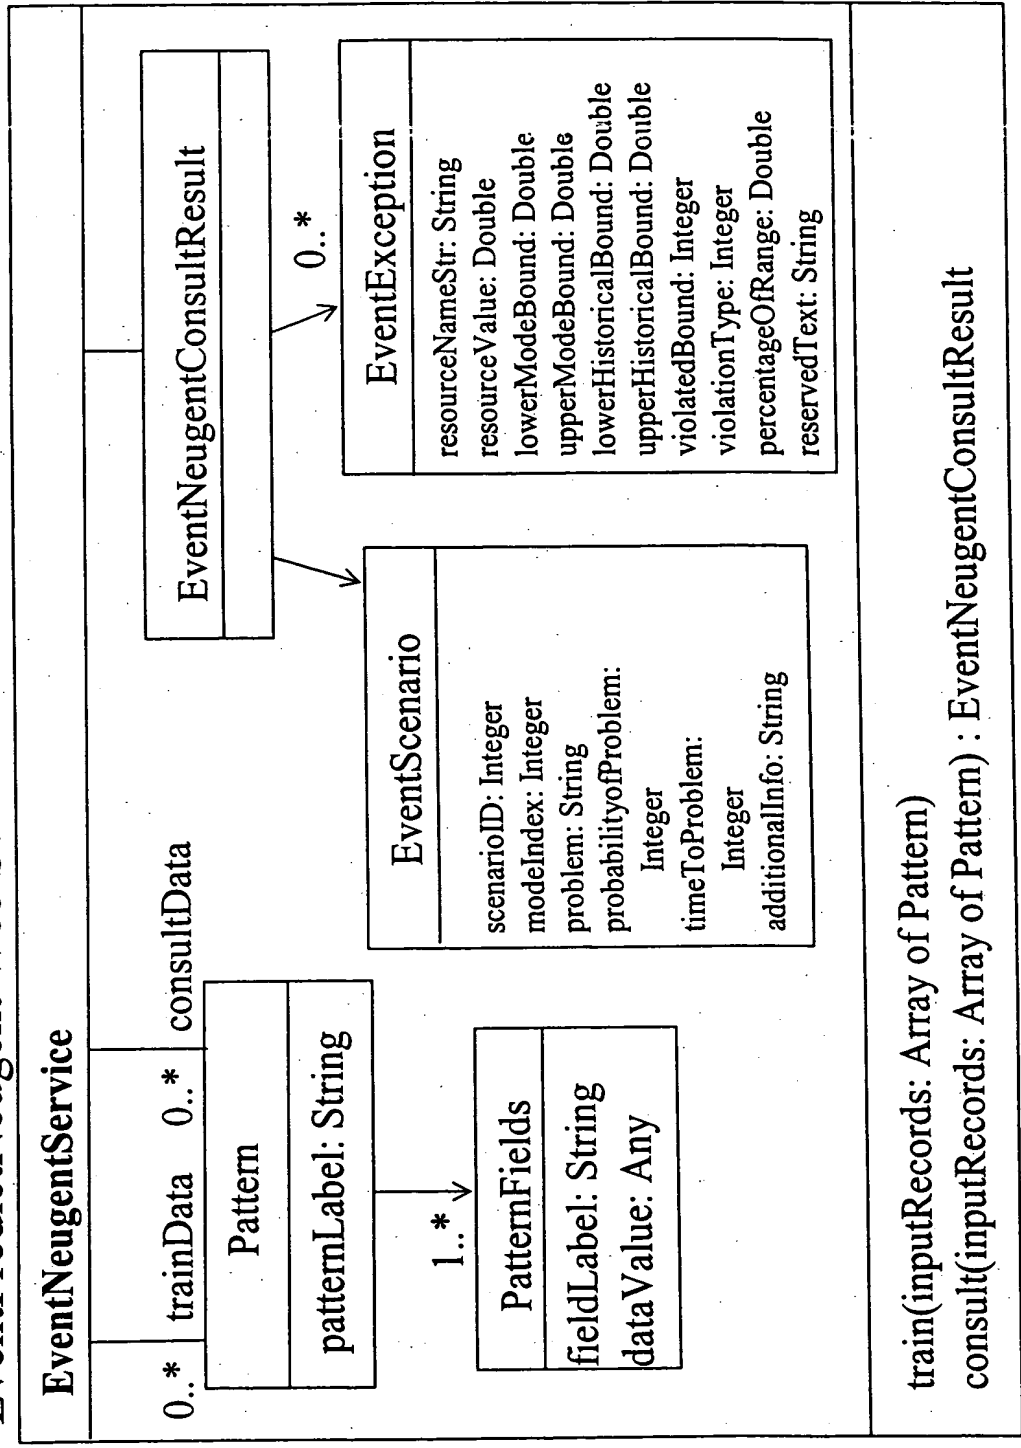 EventNeugentService
0..*
trainData
0..*
consultData
Pattern
patternLabel: String
1..*
PatternFields
fieldLabel: String
dataValue: Any
EventNeugentConsultResult
0..*
EventScenario
scenarioID: Integer
modeIndex: Integer
problem: String
probabilityofProblem:
Integer
timeToProblem:
Integer
additionalInfo: String
EventException
resourceNameStr: String
resourceValue: Double
lowerModeBound: Double
upperModeBound: Double
lowerHistoricalBound: Double
upperHistoricalBound: Double
violatedBound: Integer
violationType: Integer
percentageOfRange: Double
reservedText: String
train(inputRecords: Array of Pattern)
consult(inputRecords: Array of Pattern) : EventNeugentConsultResult